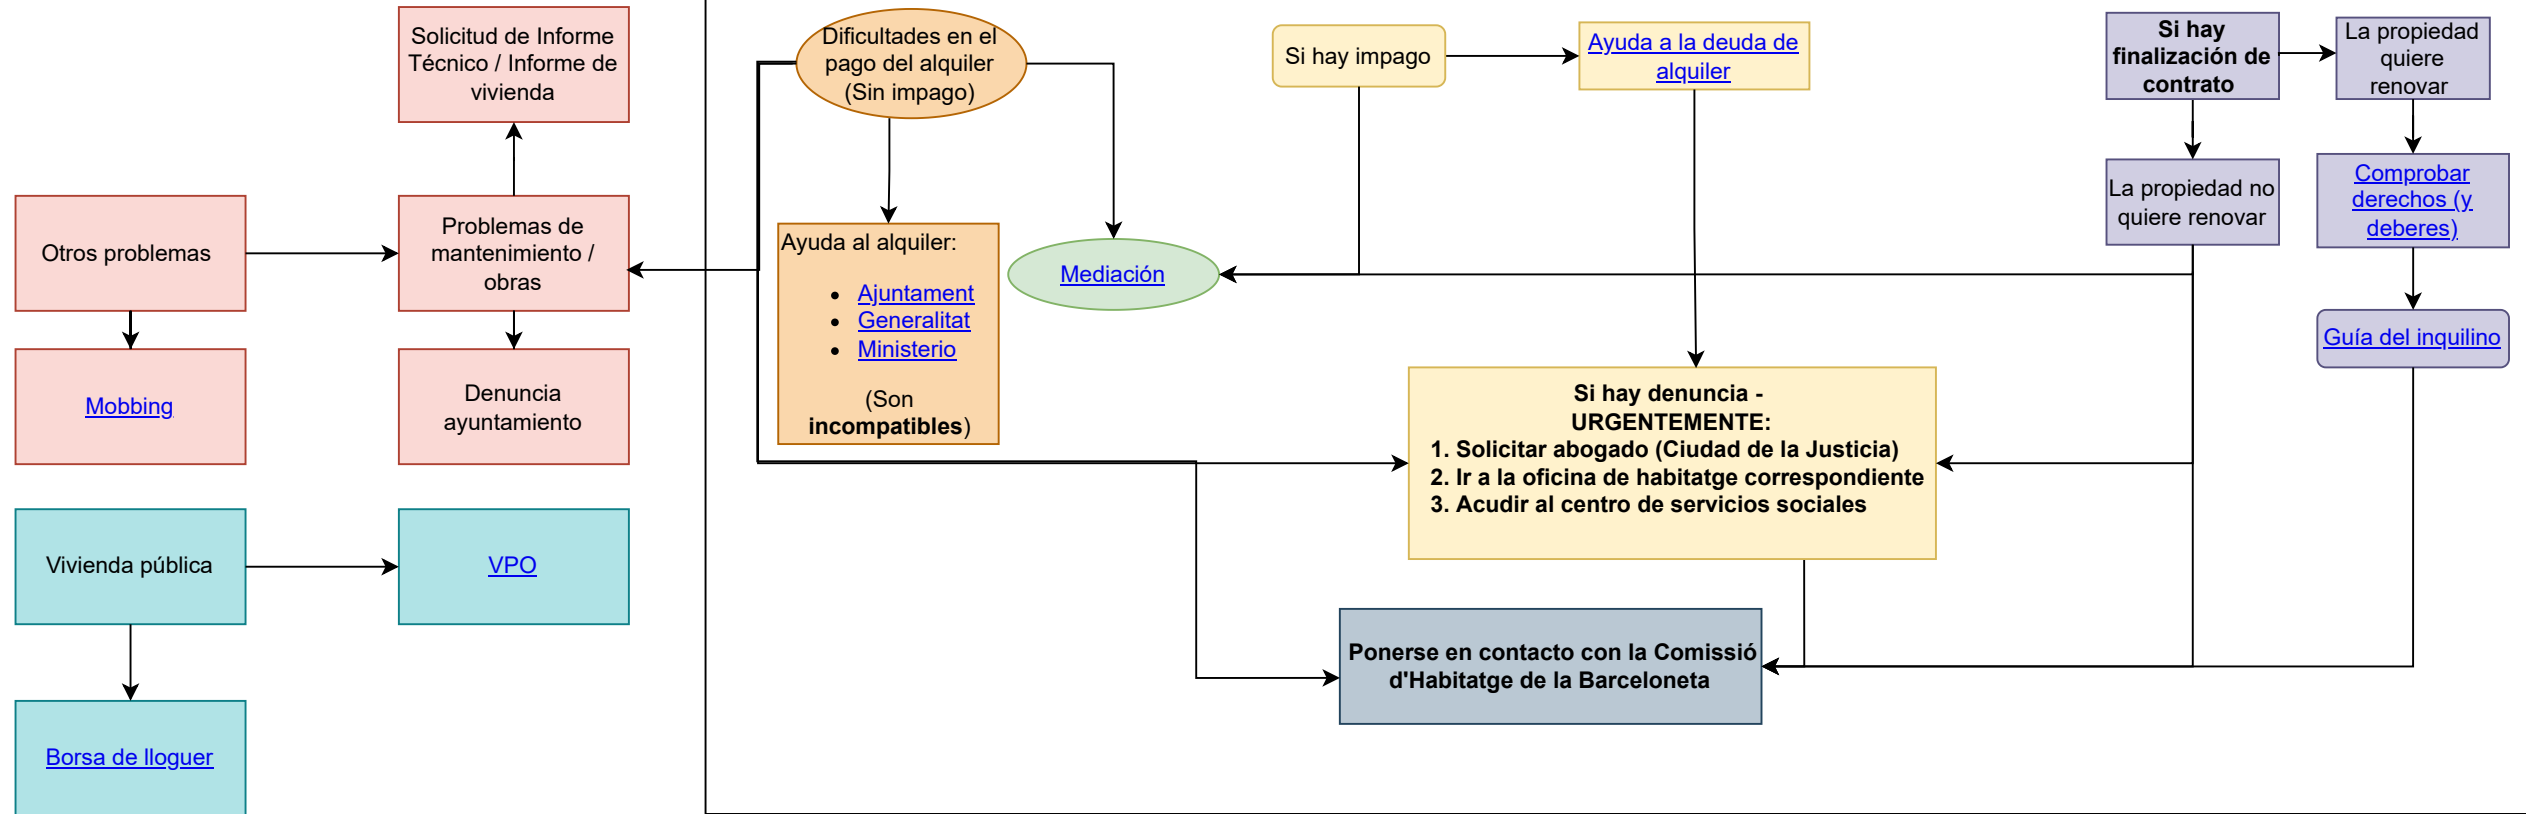 Solicitud de Informe
Técnico / Informe de
vivienda
Dificultades en el
pago del alquiler
(Sin impago)
Si hay impago
Ayuda a la deuda de
alquiler
Si hay
finalización de
contrato
La propiedad
quiere
renovar
Otros problemas
Problemas de
mantenimiento /
obras
Ayuda al alquiler:
• Ajuntament
• Generalitat
• Ministerio
(Son
incompatibles)
Mediación
La propiedad no
quiere renovar
Comprobar
derechos (y
deberes)
Guía del inquilino
Mobbing
Denuncia
ayuntamiento
Si hay denuncia -
URGENTEMENTE:
1. Solicitar abogado (Ciudad de la Justicia)
2. Ir a la oficina de habitatge correspondiente
3. Acudir al centro de servicios sociales
Vivienda pública
VPO
Ponerse en contacto con la Comissió
d'Habitatge de la Barceloneta
Borsa de lloguer